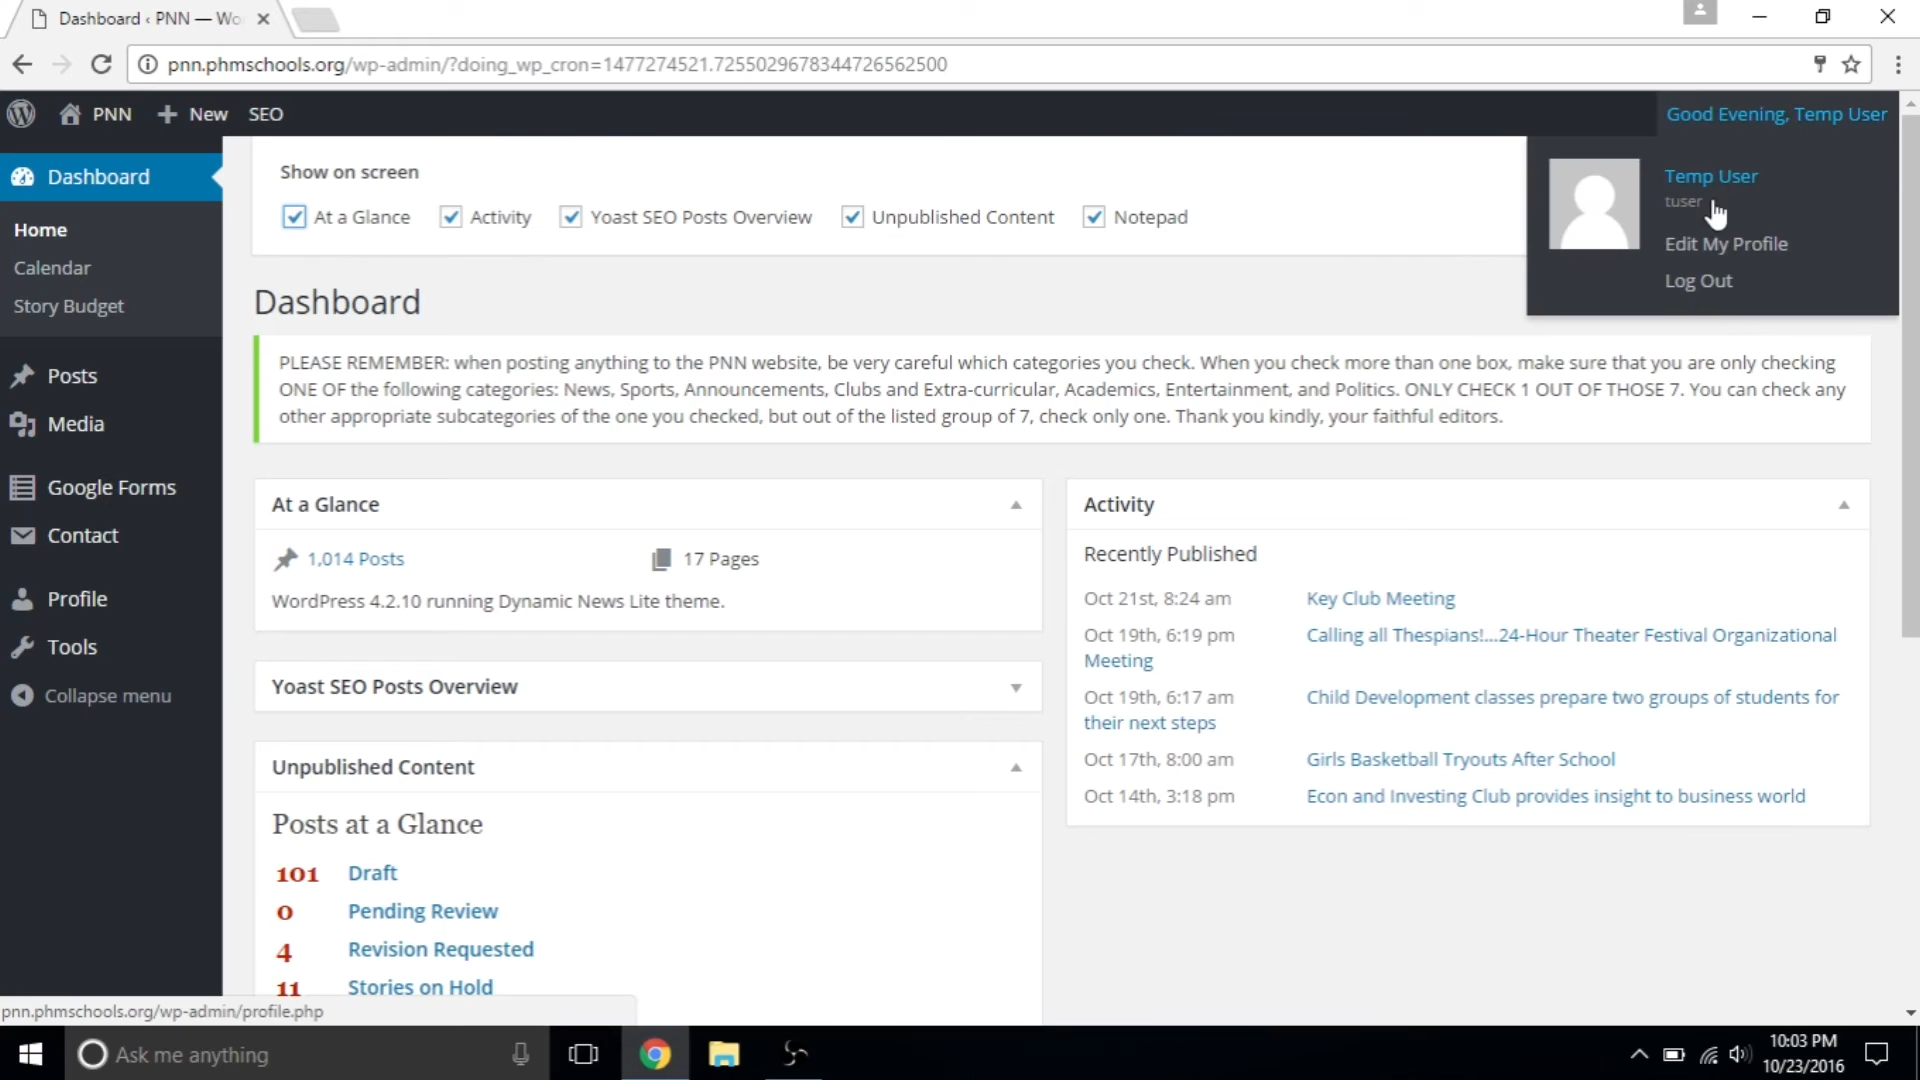 Dashboard ‹ PNN — Wo
pnn.phmschools.org/wp-admin/?doing_wp_cron=1477274521.7255029678344726562500
PNN
New
SEO
Good Evening, Temp User
Temp User
tuser
Edit My Profile
Log Out
Dashboard
Home
Calendar
Story Budget
Posts
Media
Google Forms
Contact
Profile
Tools
Collapse menu
Show on screen
At a Glance
Activity
Yoast SEO Posts Overview
Unpublished Content
Notepad
Dashboard
PLEASE REMEMBER: when posting anything to the PNN website, be very careful which categories you check. When you check more than one box, make sure that you are only checking
ONE OF the following categories: News, Sports, Announcements, Clubs and Extra-curricular, Academics, Entertainment, and Politics. ONLY CHECK 1 OUT OF THOSE 7. You can check any
other appropriate subcategories of the one you checked, but out of the listed group of 7, check only one. Thank you kindly, your faithful editors.
At a Glance
1,014 Posts
17 Pages
WordPress 4.2.10 running Dynamic News Lite theme.
Yoast SEO Posts Overview
Unpublished Content
Posts at a Glance
101 Draft
0 Pending Review
4 Revision Requested
11 Stories on Hold
Activity
Recently Published
Oct 21st, 8:24 am Key Club Meeting
Oct 19th, 6:19 pm Calling all Thespians!...24-Hour Theater Festival Organizational
Meeting
Oct 19th, 6:17 am Child Development classes prepare two groups of students for
their next steps
Oct 17th, 8:00 am Girls Basketball Tryouts After School
Oct 14th, 3:18 pm Econ and Investing Club provides insight to business world
pnn.phmschools.org/wp-admin/profile.php
Ask me anything
10:03 PM
10/23/2016